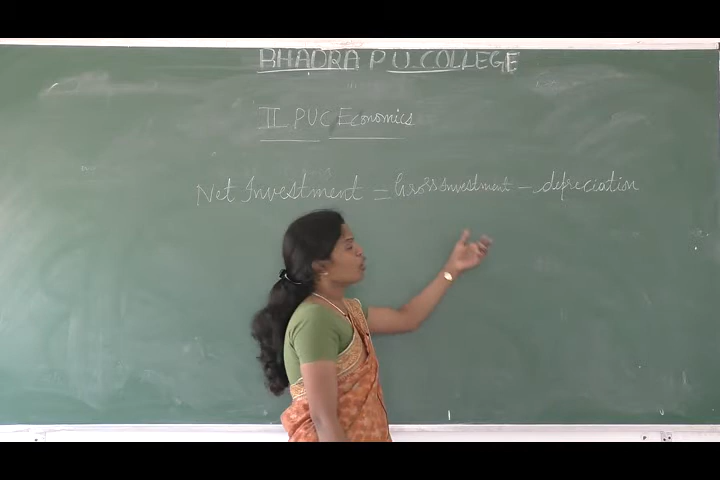 BHADRA P U COLLEGE
II PUC Economics
Net Investment = Gross Investment - depreciation